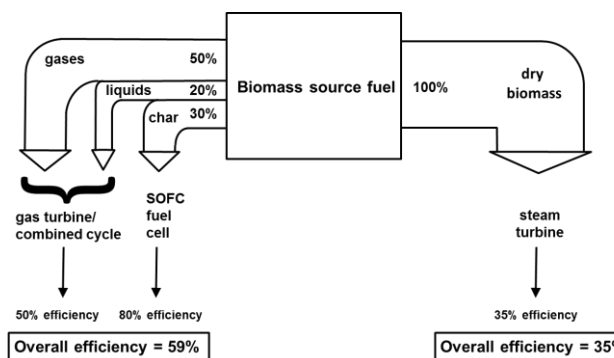 gases
50%
liquids
20%
char
30%
Biomass source fuel
100%
dry
biomass
gas turbine/
combined cycle
SOFC
fuel
cell
steam
turbine
50% efficiency
80% efficiency
35% efficiency
Overall efficiency = 59%
Overall efficiency = 35%